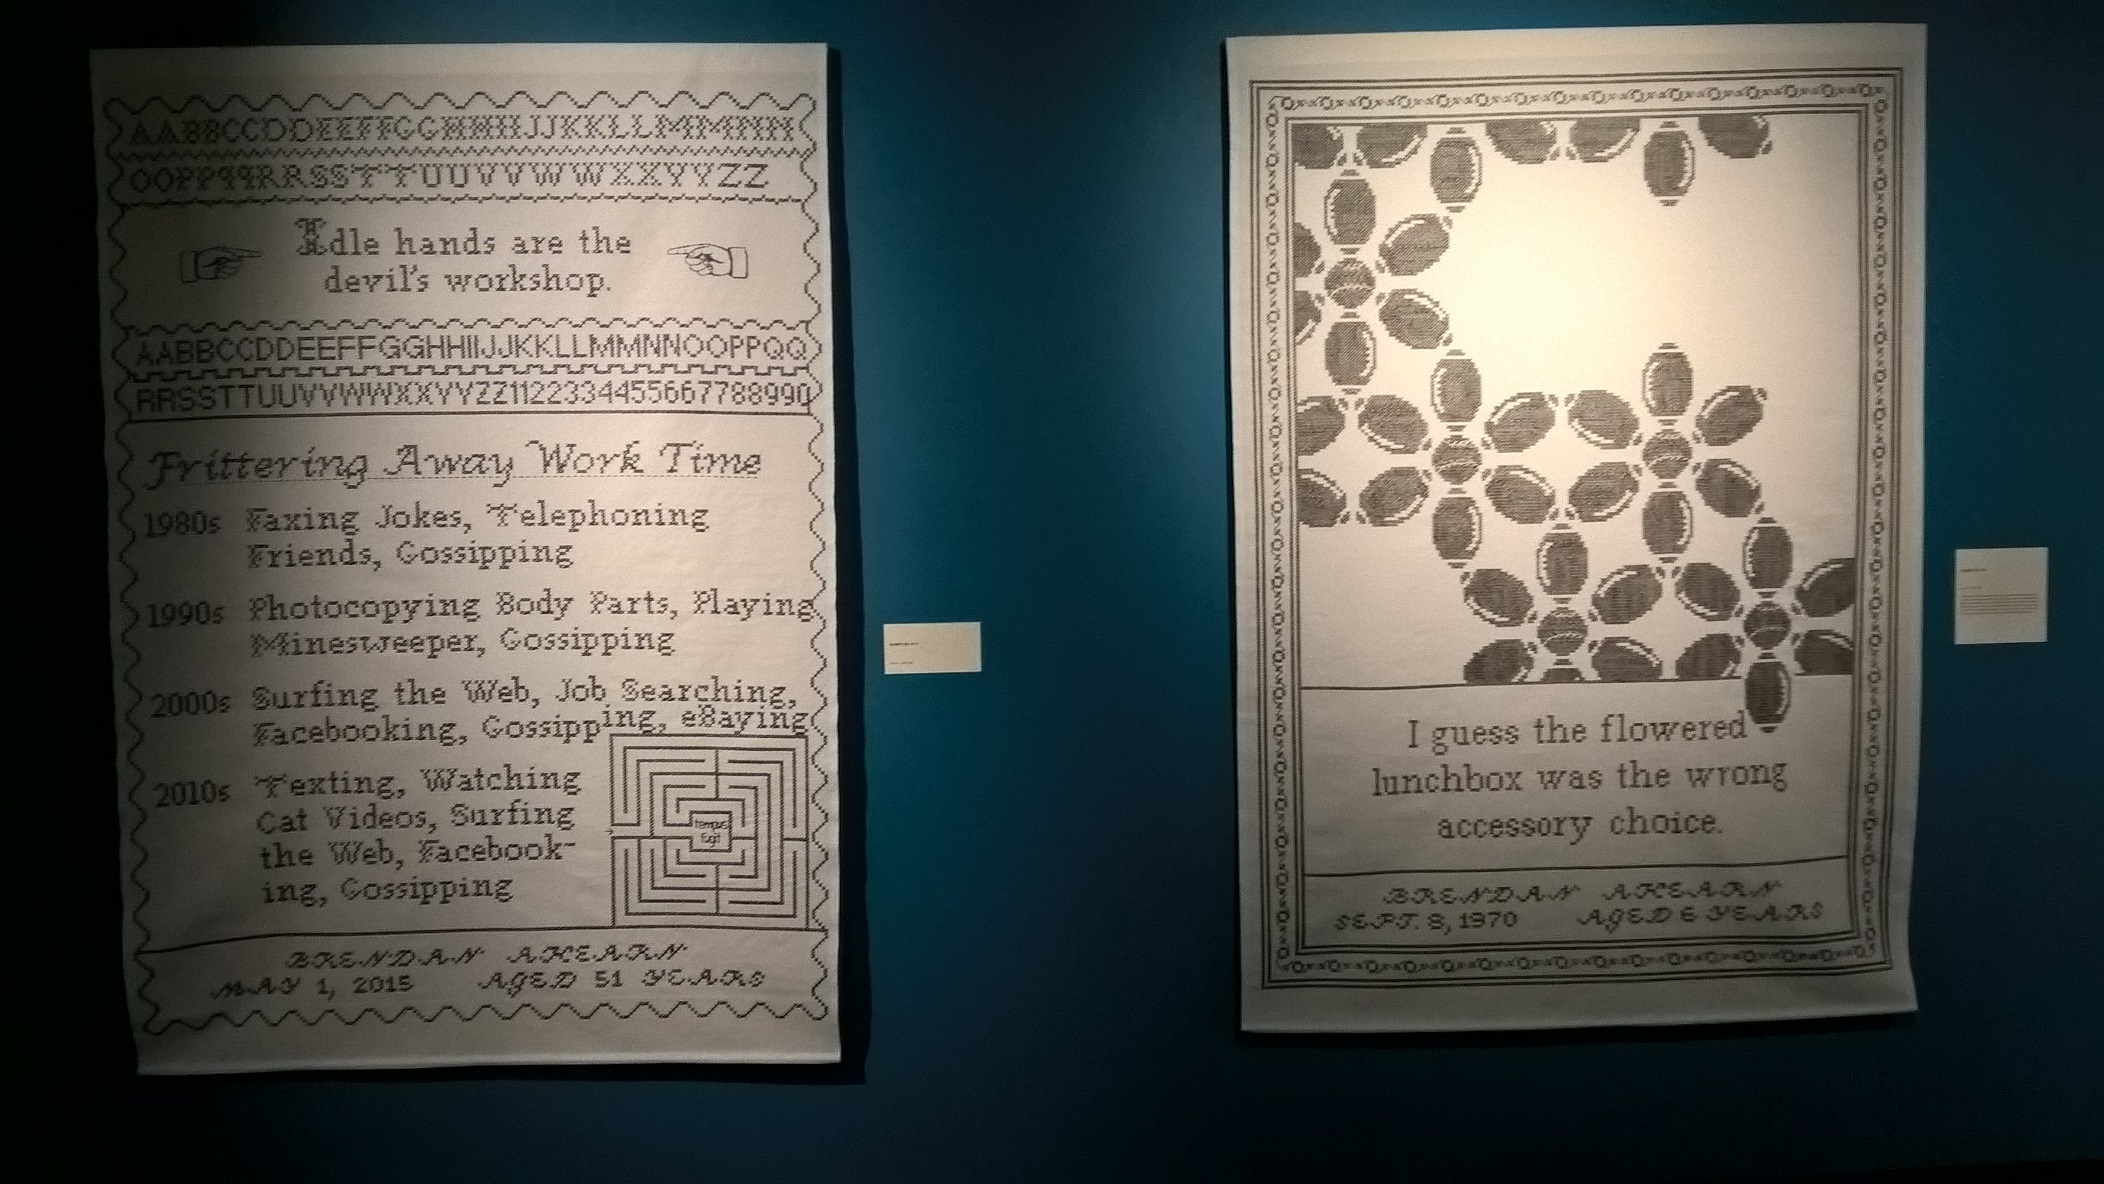 AABBCCDDEEFFGGHHIIJJKKLLMMNN
OOPPQQRRSSTTUUVVWWXXYYZZ
Idle hands are the
devil's workshop.
AABBCCDDEEFFGGHHIIJJKKLLMMNNOOPPQQ
RRSSTTUUVVWWXXYYZZ1122334455667788990
Frittering Away Work Time
1980s Faxing Jokes, Telephoning
Friends, Gossipping
1990s Photocopying Body Parts, Playing
Minesweeper, Gossipping
2000s Surfing the Web, Job Searching,
Facebooking, Gossipping, eBaying
2010s Texting, Watching
Cat Videos, Surfing
the Web, Facebook-
ing, Gossipping
tempus
fugit
BRENDAN AHEARN
MAY 1, 2015 AGED 51 YEARS
I guess the flowered
lunchbox was the wrong
accessory choice.
BRENDAN AHEARN
SEPT. 8, 1970 AGED 6 YEARS